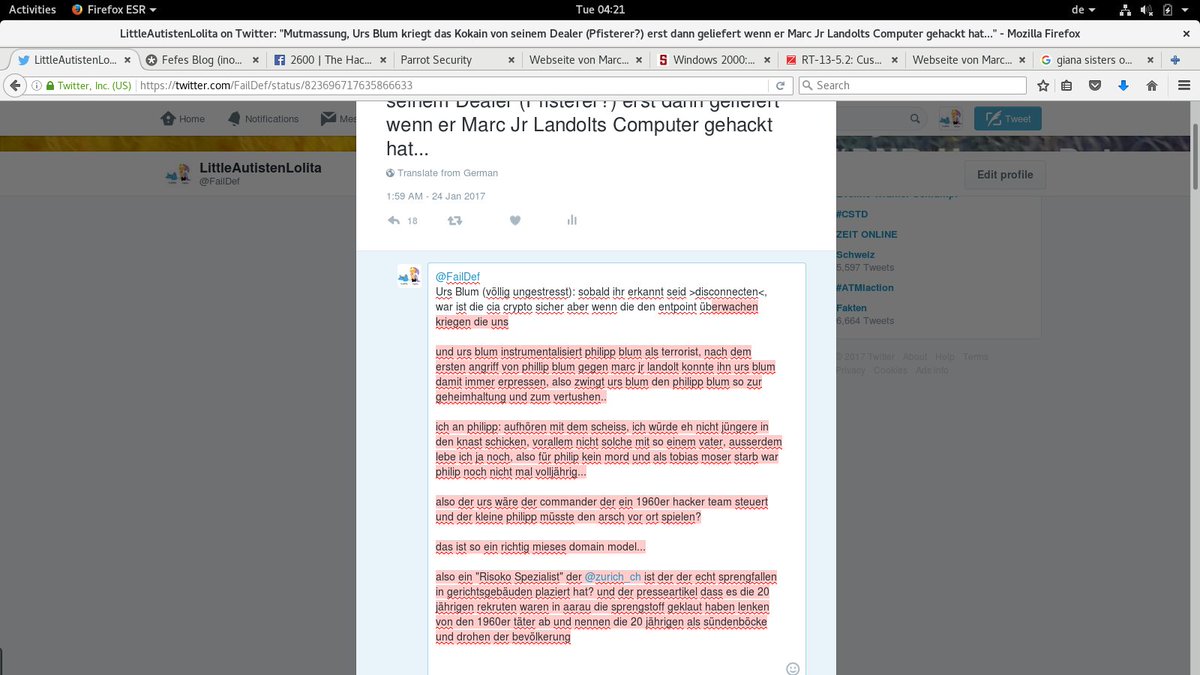 Activities Firefox ESR Tue 04:21 de
LittleAutistenLolita on Twitter: "Mutmassung, Urs Blum kriegt das Kokain von seinem Dealer (Pfisterer?) erst dann geliefert wenn er Marc Jr Landolts Computer gehackt hat..." - Mozilla Firefox
LittleAutistenLo... Fefes Blog (ino... 2600 | The Hac... Parrot Security Webseite von Marc... Windows 2000:... RT-13-5.2: Cus... Webseite von Marc... giana sisters o...
Twitter, Inc. (US) https://twitter.com/FailDef/status/823696717635866633 Search
Home Notifications Mes Tweet
seinem Dealer (Pfisterer?) erst dann geliefert
wenn er Marc Jr Landolts Computer gehackt
hat...
LittleAutistenLolita
@FailDef
Translate from German
Edit profile
1:59 AM - 24 Jan 2017
18
#CSTD
ZEIT ONLINE
Schweiz
5,597 Tweets
#ATMIaction
Fakten
6,664 Tweets
© 2017 Twitter About Help Terms
Privacy Cookies Ads info
@FailDef
Urs Blum (völlig ungestresst): sobald ihr erkannt seid >disconnecten<,
war ist die cia crypto sicher aber wenn die den entpoint überwachen
kriegen die uns
und urs blum instrumentalisiert philipp blum als terrorist, nach dem
ersten angriff von phillip blum gegen marc jr landolt konnte ihn urs blum
damit immer erpressen, also zwingt urs blum den philipp blum so zur
geheimhaltung und zum vertushen..
ich an philipp: aufhören mit dem scheiss, ich würde eh nicht jüngere in
den knast schicken, vorallem nicht solche mit so einem vater, ausserdem
lebe ich ja noch, also für philip kein mord und als tobias moser starb war
philip noch nicht mal volljährig...
also der urs wäre der commander der ein 1960er hacker team steuert
und der kleine philipp müsste den arsch vor ort spielen?
das ist so ein richtig mieses domain model...
also ein "Risoko Spezialist" der @zurich_ch ist der der echt sprengfallen
in gerichtsgebäuden plaziert hat? und der presseartikel dass es die 20
jährigen rekruten waren in aarau die sprengstoff geklaut haben lenken
von den 1960er täter ab und nennen die 20 jährigen als sündenböcke
und drohen der bevölkerung